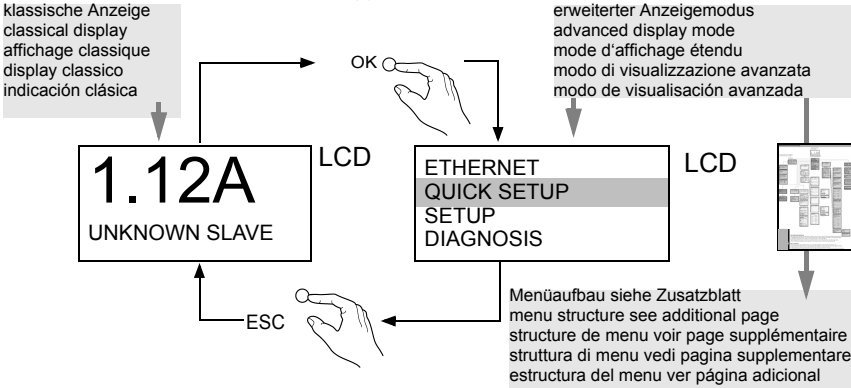 klassische Anzeige
classical display
affichage classique
display classico
indicación clásica
erweiterter Anzeigemodus
advanced display mode
mode d‘affichage étendu
modo di visualizzazione avanzata
modo de visualisación avanzada
OK
1.12A
UNKNOWN SLAVE
LCD
ETHERNET
QUICK SETUP
SETUP
DIAGNOSIS
LCD
ESC
Menüaufbau siehe Zusatzblatt
menu structure see additional page
structure de menu voir page supplémentaire
struttura di menu vedi pagina supplementare
estructura del menu ver página adicional